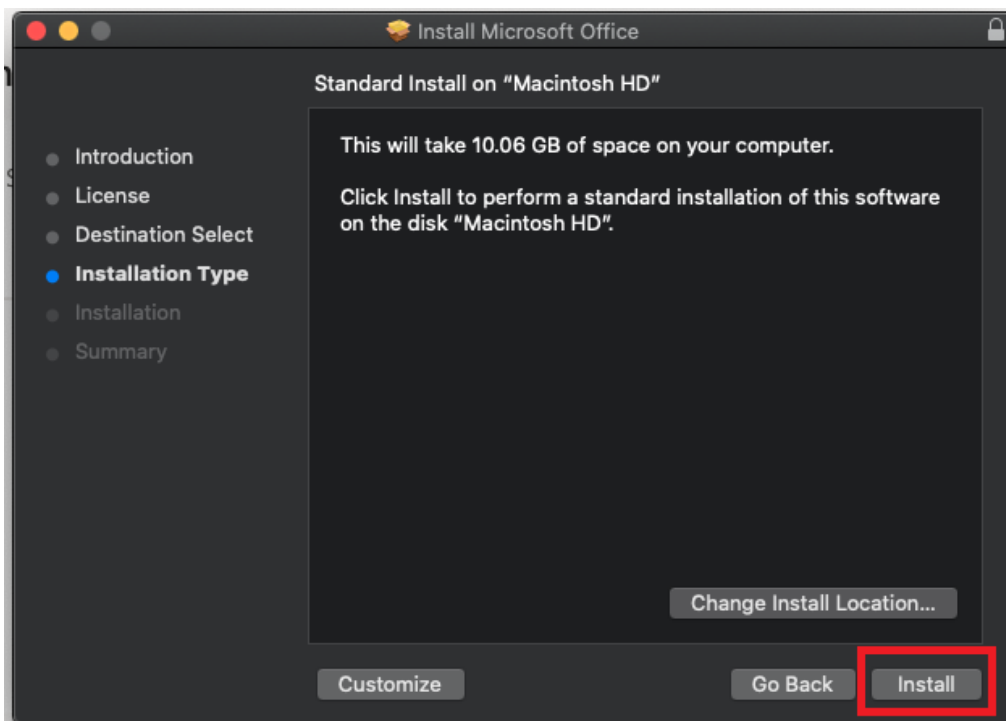 Install Microsoft Office
Standard Install on “Macintosh HD”
Introduction
License
Destination Select
Installation Type
Installation
Summary
This will take 10.06 GB of space on your computer.
Click Install to perform a standard installation of this software
on the disk “Macintosh HD”.
Change Install Location...
Customize
Go Back
Install